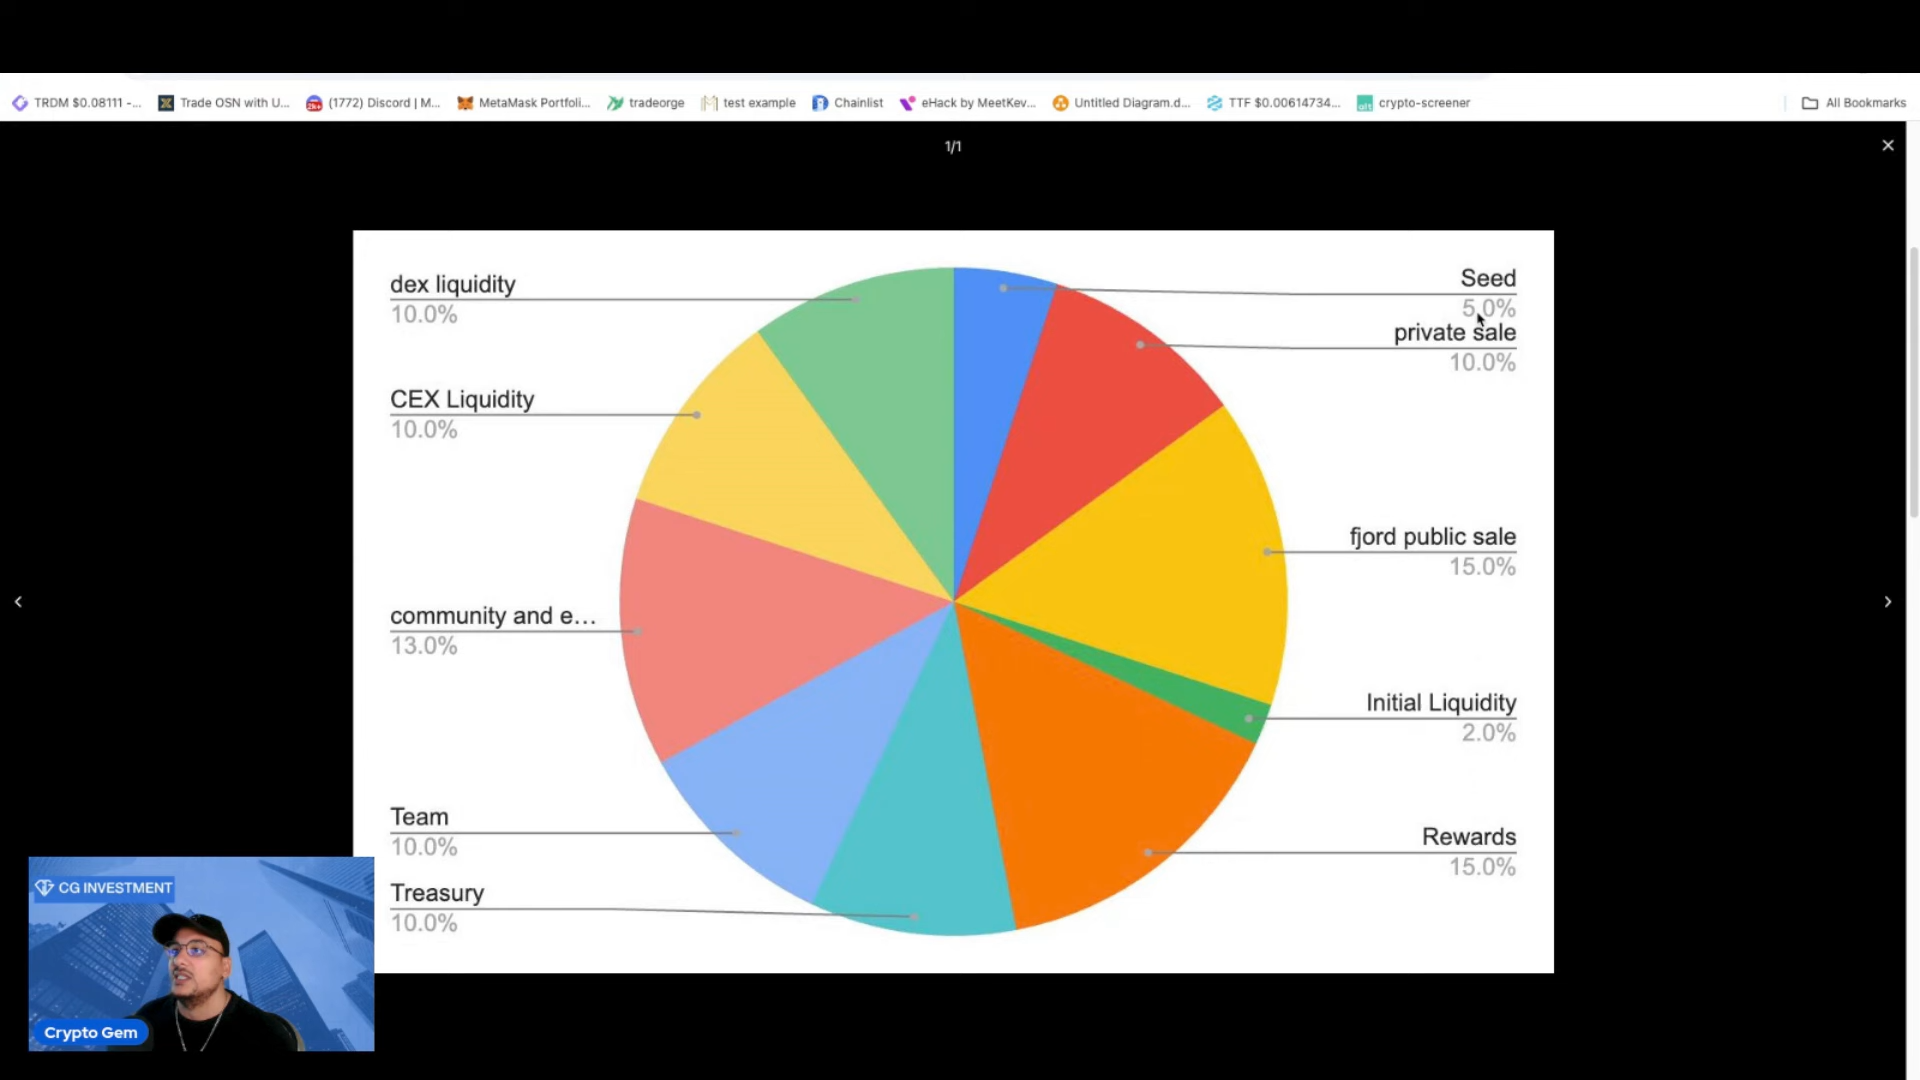 TRDM $0.08111 -...
Trade OSN with U...
(1772) Discord | M...
MetaMask Portfoli...
tradeorge
test example
Chainlist
eHack by MeetKev...
Untitled Diagram.d...
TTF $0.00614734...
crypto-screener
All Bookmarks
1/1
dex liquidity
10.0%
CEX Liquidity
10.0%
community and e...
13.0%
Team
10.0%
Treasury
10.0%
Seed
5.0%
private sale
10.0%
fjord public sale
15.0%
Initial Liquidity
2.0%
Rewards
15.0%
CG INVESTMENT
Crypto Gem